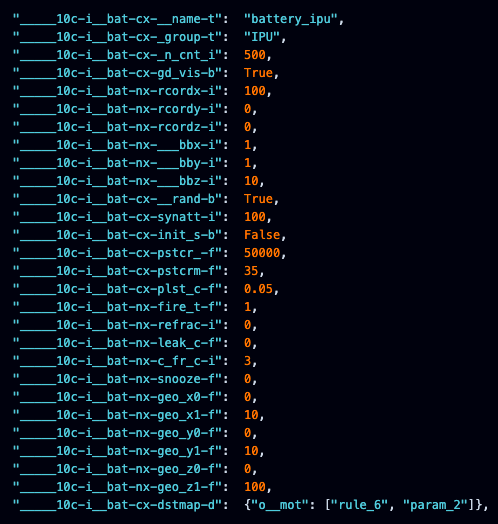 "_____10c-i__bat-cx-__name-t": "battery_ipu",
"_____10c-i__bat-cx-_group-t": "IPU",
"_____10c-i__bat-cx-_n_cnt_i": 500,
"_____10c-i__bat-cx-gd_vis-b": True,
"_____10c-i__bat-nx-rcordx-i": 100,
"_____10c-i__bat-nx-rcordy-i": 0,
"_____10c-i__bat-nx-rcordz-i": 0,
"_____10c-i__bat-nx-___bbx-i": 1,
"_____10c-i__bat-nx-___bby-i": 1,
"_____10c-i__bat-nx-___bbz-i": 10,
"_____10c-i__bat-cx-__rand-b": True,
"_____10c-i__bat-cx-synatt-i": 100,
"_____10c-i__bat-cx-init_s-b": False,
"_____10c-i__bat-cx-pstcr_-f": 50000,
"_____10c-i__bat-cx-pstcrm-f": 35,
"_____10c-i__bat-cx-plst_c-f": 0.05,
"_____10c-i__bat-nx-fire_t-f": 1,
"_____10c-i__bat-nx-refrac-i": 0,
"_____10c-i__bat-nx-leak_c-f": 0,
"_____10c-i__bat-nx-c_fr_c-i": 3,
"_____10c-i__bat-nx-snooze-f": 0,
"_____10c-i__bat-nx-geo_x0-f": 0,
"_____10c-i__bat-nx-geo_x1-f": 10,
"_____10c-i__bat-nx-geo_y0-f": 0,
"_____10c-i__bat-nx-geo_y1-f": 10,
"_____10c-i__bat-nx-geo_z0-f": 0,
"_____10c-i__bat-nx-geo_z1-f": 100,
"_____10c-i__bat-cx-dstmap-d": {"o__mot": ["rule_6", "param_2"]},